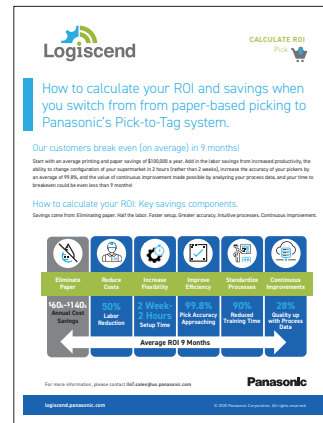 Logiscend
CALCULATE ROI
Pick
How to calculate your ROI and savings when
you switch from from paper-based picking to
Panasonic's Pick-to-Tag system.
Our customers break even (on average) in 9 months!
Start with an average printing and paper savings of $100,000 a year. Add in the labor savings from increased productivity, the
ability to change configuration of your supermarket in 2 hours (rather than 2 weeks), increase the accuracy of your pickers by
an average of 99.8%, and the value of continuous improvement made possible by analyzing your process data, and your time to
breakeven could be even less than 9 months!
How to calculate your ROI: Key savings components.
Savings come from: Eliminating paper. Half the labor. Faster setup. Greater accuracy. Intuitive processes. Continuous improvement.
Eliminate Paper
Reduce Costs
Increase Flexibility
Improve Efficiency
Standardize Processes
Continuous Improvements
$60k-$140k Annual Cost Savings
50% Labor Reduction
2 Week-2 Hours Setup Time
99.8% Pick Accuracy Approaching
90% Reduced Training Time
28% Quality up with Process Data
Average ROI 9 Months
For more information, please contact IIoT.sales@us.panasonic.com
Panasonic
logiscend.panasonic.com
© 2020 Panasonic Corporation. All rights reserved.